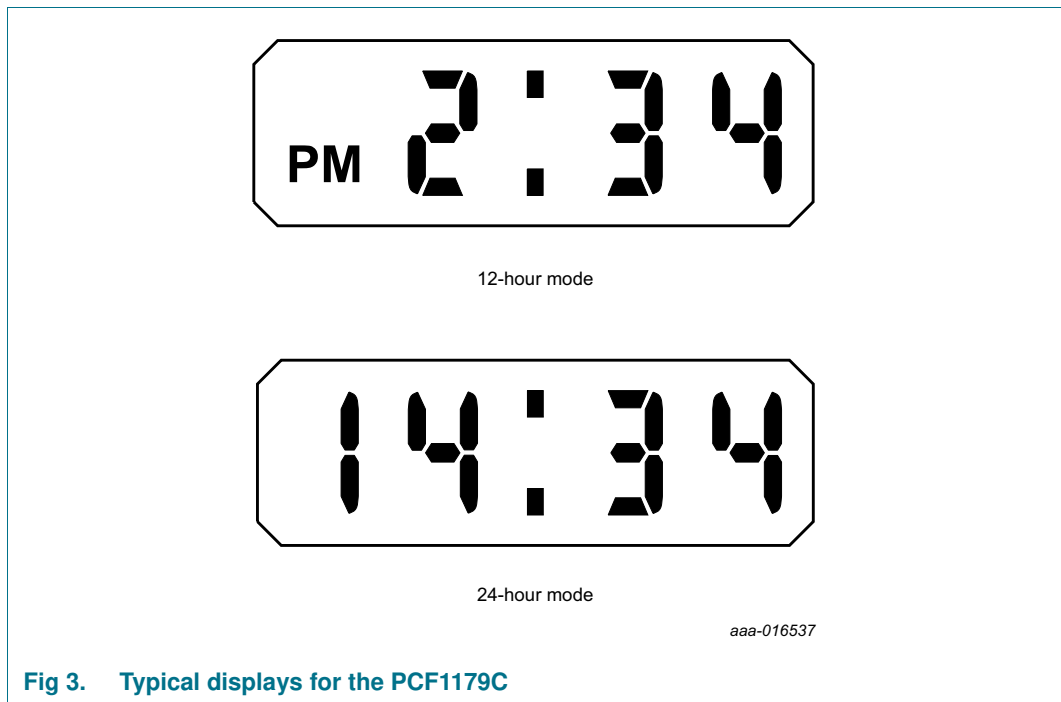 PM 2:34
12-hour mode
14:34
24-hour mode
aaa-016537
Fig 3. Typical displays for the PCF1179C